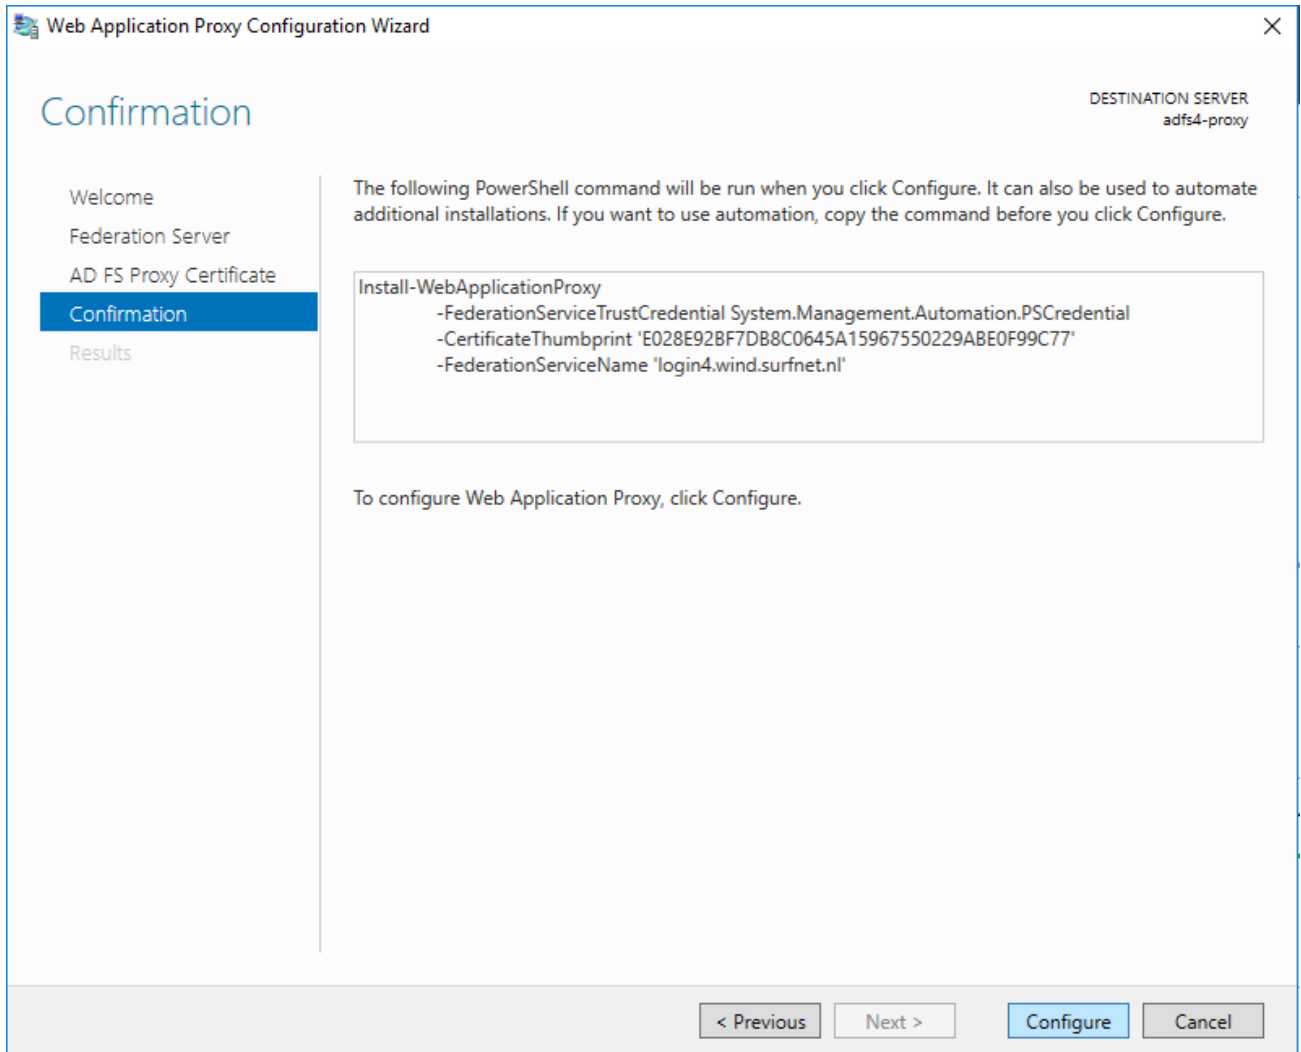 Web Application Proxy Configuration Wizard
Confirmation
DESTINATION SERVER
adfs4-proxy
Welcome
Federation Server
AD FS Proxy Certificate
Confirmation
Results
The following PowerShell command will be run when you click Configure. It can also be used to automate
additional installations. If you want to use automation, copy the command before you click Configure.
Install-WebApplicationProxy
-FederationServiceTrustCredential System.Management.Automation.PSCredential
-CertificateThumbprint 'E028E92BF7DB8C0645A15967550229ABE0F99C77'
-FederationServiceName 'login4.wind.surfnet.nl'
To configure Web Application Proxy, click Configure.
< Previous
Next >
Configure
Cancel